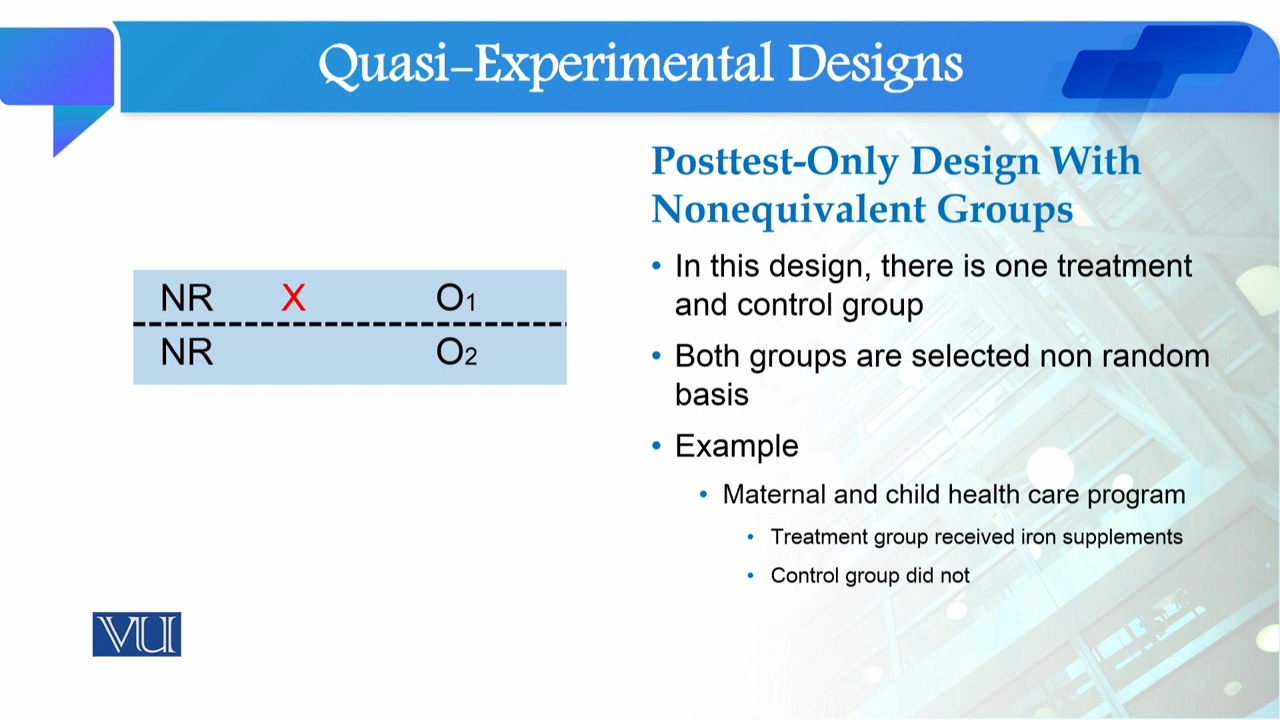 Quasi-Experimental Designs
NR X O1
NR O2
Posttest-Only Design With
Nonequivalent Groups
• In this design, there is one treatment
and control group
• Both groups are selected non random
basis
• Example
• Maternal and child health care program
• Treatment group received iron supplements
• Control group did not
VU